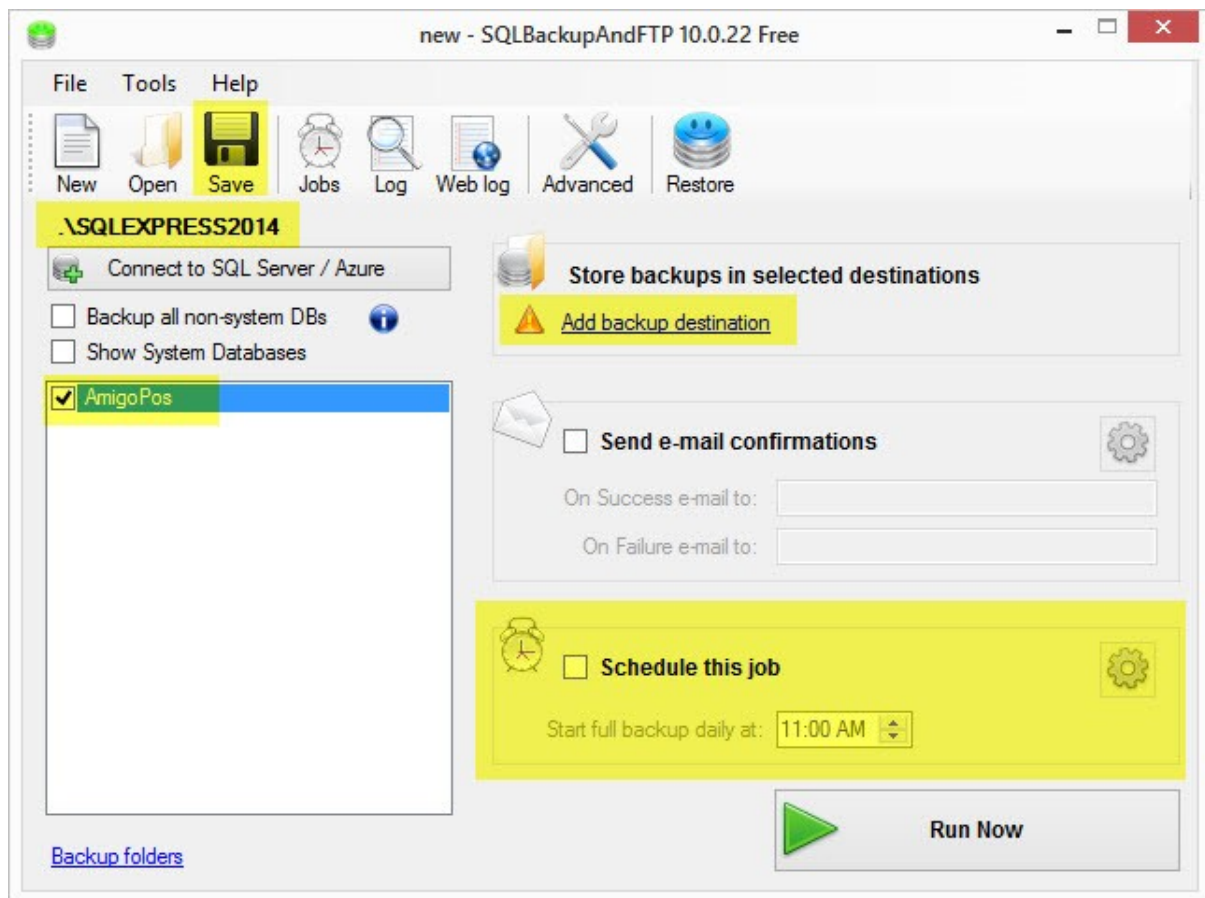 new - SQLBackupAndFTP 10.0.22 Free
File Tools Help
New Open Save Jobs Log Web log Advanced Restore
.\SQLEXPRESS2014
Connect to SQL Server / Azure
Backup all non-system DBs
Show System Databases
AmigoPos
Backup folders
Store backups in selected destinations
Add backup destination
Send e-mail confirmations
On Success e-mail to:
On Failure e-mail to:
Schedule this job
Start full backup daily at: 11:00 AM
Run Now